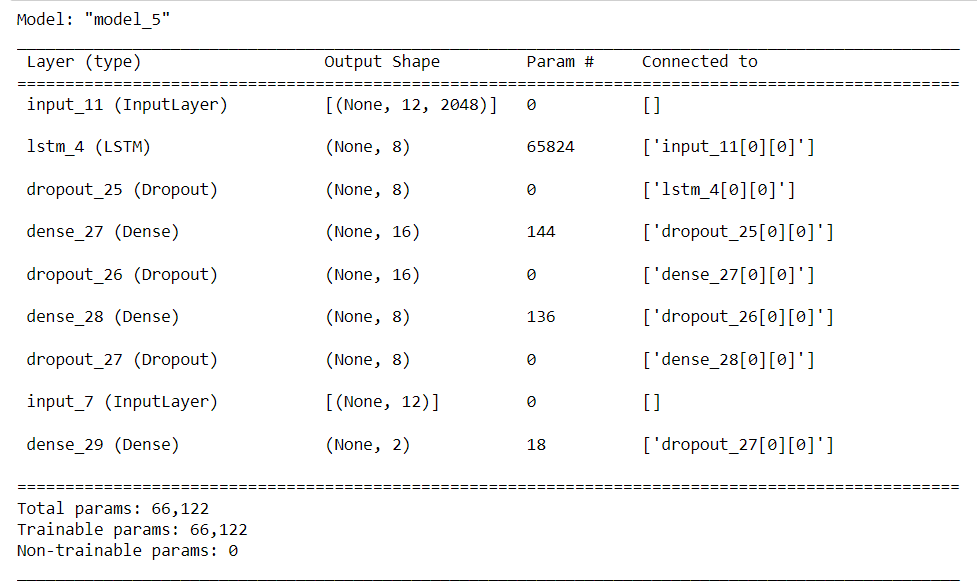 Model: "model_5"
Layer (type) Output Shape Param # Connected to
input_11 (InputLayer) [(None, 12, 2048)] 0 []
lstm_4 (LSTM) (None, 8) 65824 ['input_11[0][0]']
dropout_25 (Dropout) (None, 8) 0 ['lstm_4[0][0]']
dense_27 (Dense) (None, 16) 144 ['dropout_25[0][0]']
dropout_26 (Dropout) (None, 16) 0 ['dense_27[0][0]']
dense_28 (Dense) (None, 8) 136 ['dropout_26[0][0]']
dropout_27 (Dropout) (None, 8) 0 ['dense_28[0][0]']
input_7 (InputLayer) [(None, 12)] 0 []
dense_29 (Dense) (None, 2) 18 ['dropout_27[0][0]']
Total params: 66,122
Trainable params: 66,122
Non-trainable params: 0